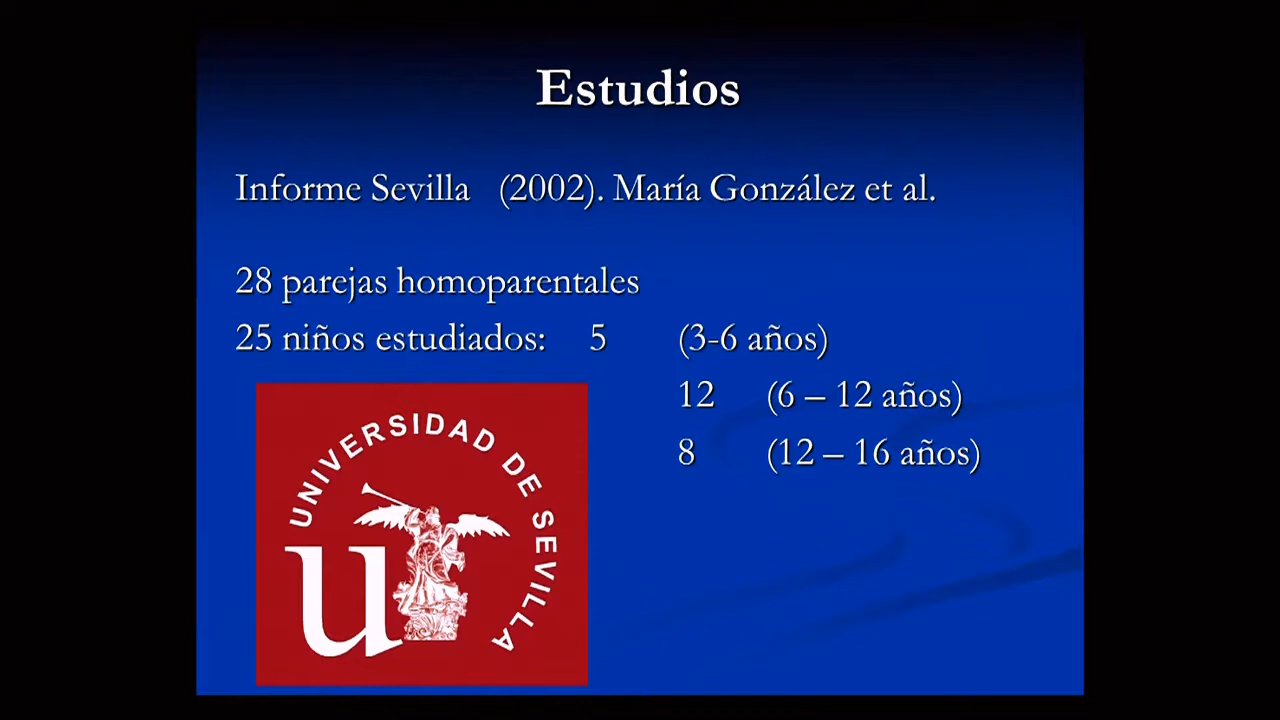 Estudios
Informe Sevilla (2002). María González et al.
28 parejas homoparentales
25 niños estudiados: 5 (3-6 años)
12 (6 – 12 años)
8 (12 – 16 años)
UNIVERSIDAD DE SEVILLA
u